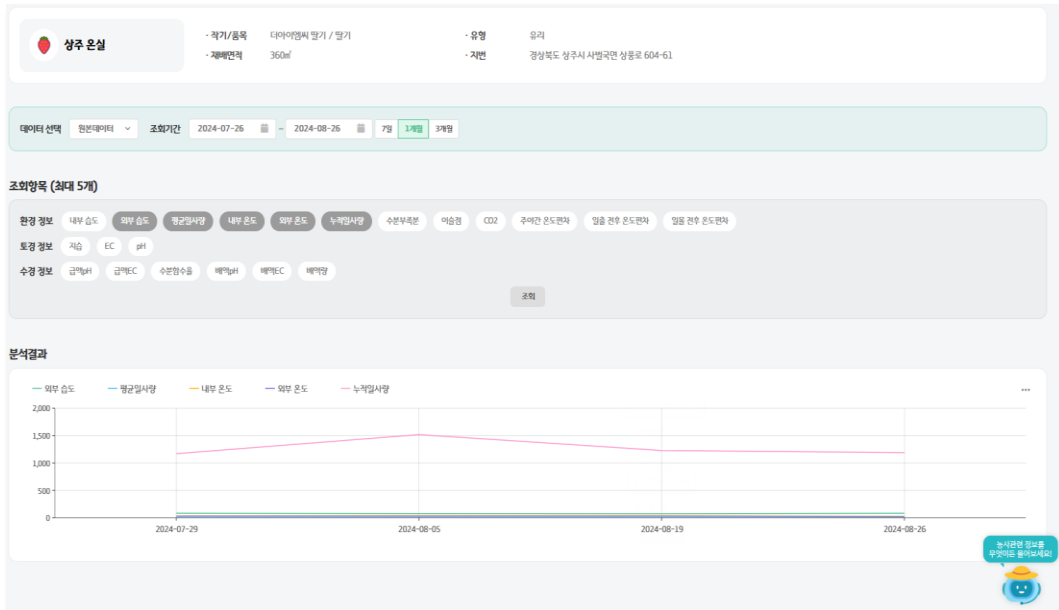 상주 온실
· 작기/품목 더아이엠씨 딸기 / 딸기 · 유형 유리
· 재배면적 360㎡ · 지번 경상북도 상주시 사벌국면 상풍로 604-61
데이터 선택 원본데이터 조회기간 2024-07-26 ~ 2024-08-26 7일 1개월 3개월
조회항목 (최대 5개)
환경 정보 내부 습도 외부 습도 평균일사량 내부 온도 외부 온도 누적일사량 수분부족분 이슬점 CO2 주야간 온도편차 일출 전후 온도편차 일몰 전후 온도편차
토경 정보 지습 EC pH
수경 정보 급액pH 급액EC 수분함수율 배액pH 배액EC 배액량
조회
분석결과
외부 습도 평균일사량 내부 온도 외부 온도 누적일사량
2,000
1,500
1,000
500
0
2024-07-29 2024-08-05 2024-08-19 2024-08-26
농사관련 정보를
무엇이든 물어보세요!